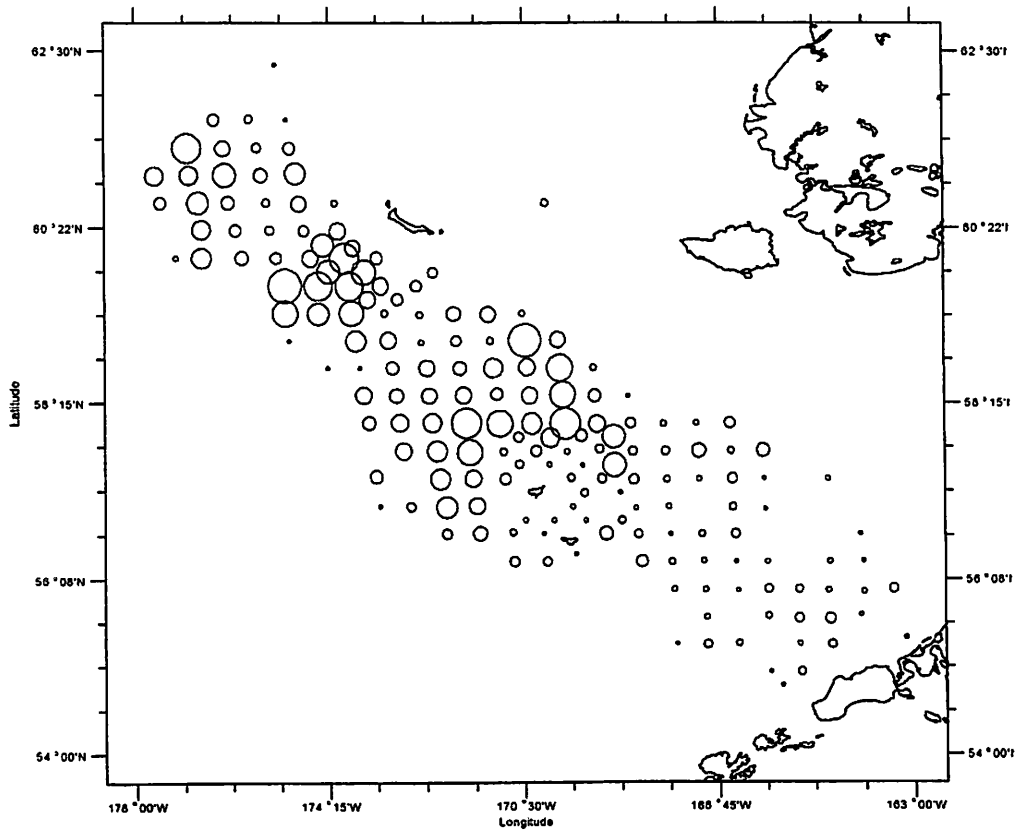 62 °30'N
62 °30'I
60 °22'N
60 °22'I
Latitude
58 °15'N
58 °15'I
56 °08'N
56 °08'I
54 °00'N
54 °00'I
178 °00'W
174 °15'W
170 °30'W
166 °45'W
163 °00'W
Longitude